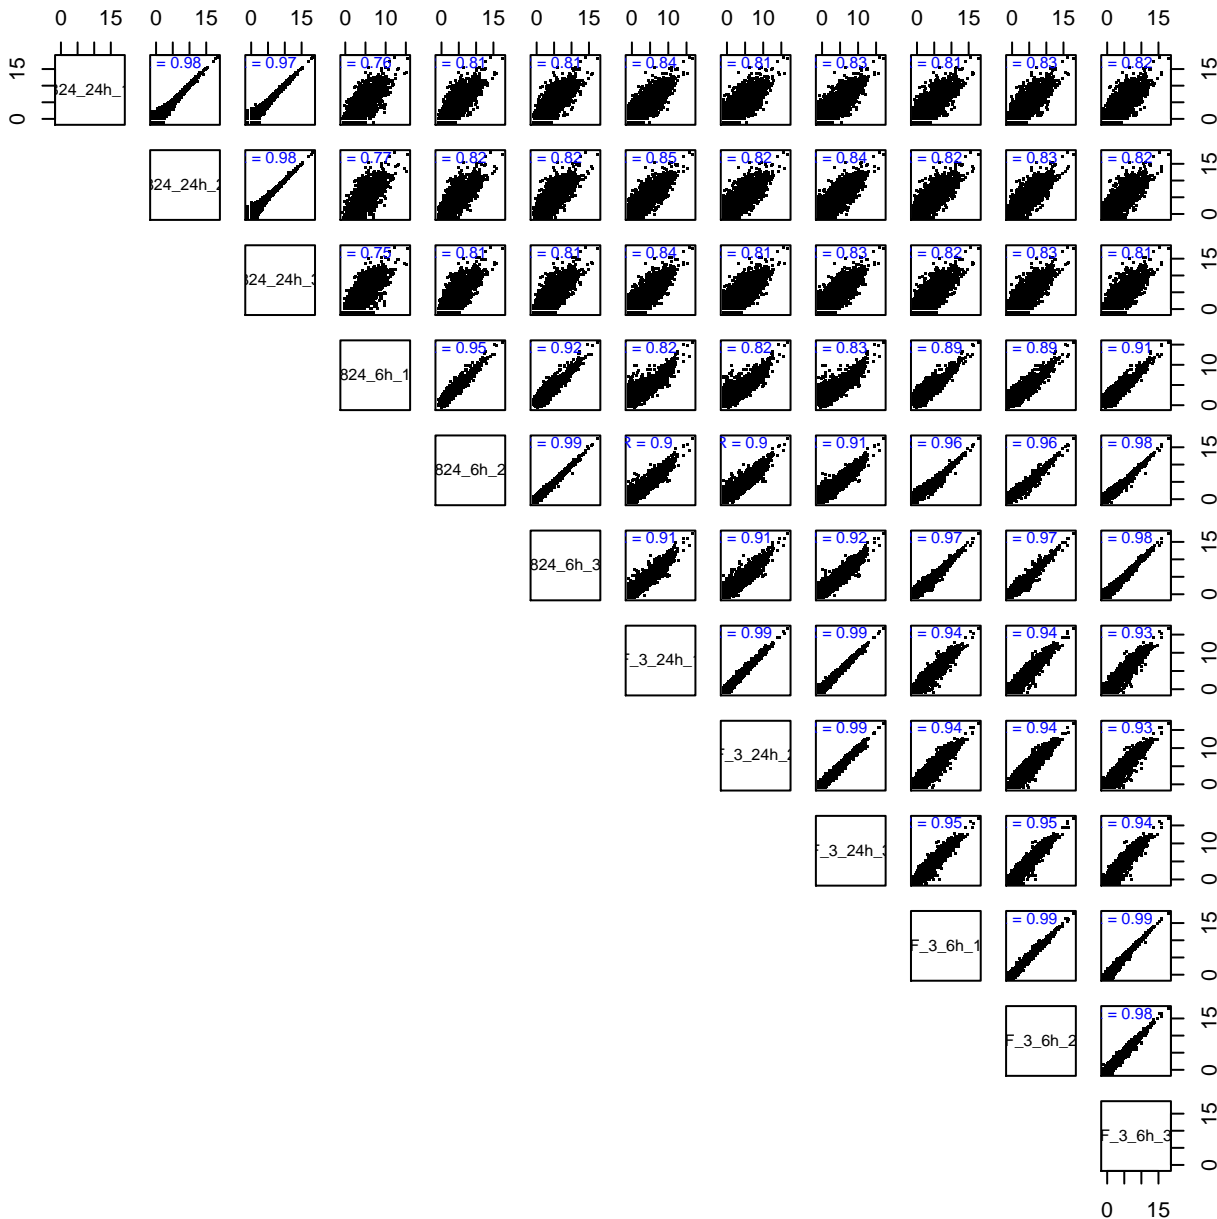 0 15 0 15 0 15 0 10 0 15 0 15 0 10 0 10 0 10 0 15 0 15 0 15
0 15 824_24h_ = 0.98 = 0.97 = 0.76 = 0.81 = 0.81 = 0.84 = 0.81 = 0.83 = 0.81 = 0.83 = 0.82 0 15
824_24h_2 = 0.98 = 0.77 = 0.82 = 0.82 = 0.85 = 0.82 = 0.84 = 0.82 = 0.83 = 0.82 0 15
824_24h_3 = 0.75 = 0.81 = 0.81 = 0.84 = 0.81 = 0.83 = 0.82 = 0.83 = 0.81 0 15
824_6h_1 = 0.95 = 0.92 = 0.82 = 0.82 = 0.83 = 0.89 = 0.89 = 0.91 0 10
824_6h_2 = 0.99 R = 0.9 R = 0.9 = 0.91 = 0.96 = 0.96 = 0.98 0 15
824_6h_3 = 0.91 = 0.91 = 0.92 = 0.97 = 0.97 = 0.98 0 15
F_3_24h_ = 0.99 = 0.99 = 0.94 = 0.94 = 0.93 0 10
F_3_24h_2 = 0.99 = 0.94 = 0.94 = 0.93 0 10
F_3_24h_3 = 0.95 = 0.95 = 0.94 0 10
F_3_6h_1 = 0.99 = 0.99 0 15
F_3_6h_2 = 0.98 0 15
F_3_6h_3 0 15
0 15